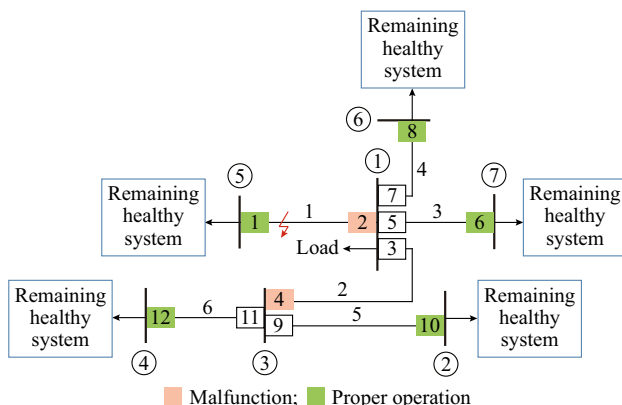 Remaining
healthy
system
⑥
8
①
4
⑦
⑤
7
Remaining
healthy
system
1
1
2
5
3
6
Remaining
healthy
system
Load
3
Remaining
healthy
system
12
6
11
4
2
9
5
10
Remaining
healthy
system
④
③
②
Malfunction; Proper operation